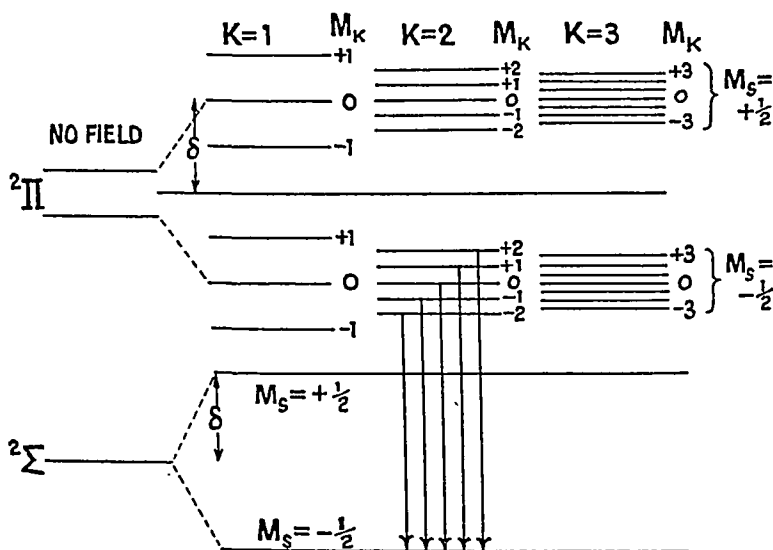 K=1 M_K K=2 M_K K=3 M_K
+1 +2 +3
+1
0 0 0
-1
-1 -2 -3
M_S= +½
NO FIELD
δ
²Π
+1 +2 +3
+1
0 0 0
-1
-1 -2 -3
M_S= -½
M_S=+½
δ
²Σ
M_S=-½